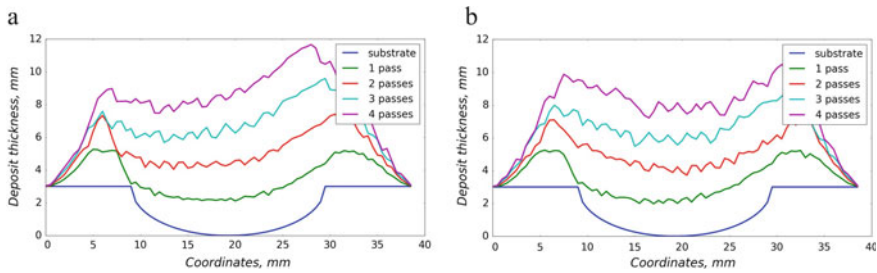 a
12
10
8
6
4
2
0
Deposit thickness, mm
0 5 10 15 20 25 30 35 40
Coordinates, mm
substrate
1 pass
2 passes
3 passes
4 passes
b
12
10
8
6
4
2
0
Deposit thickness, mm
0 5 10 15 20 25 30 35 40
Coordinates, mm
substrate
1 pass
2 passes
3 passes
4 passes